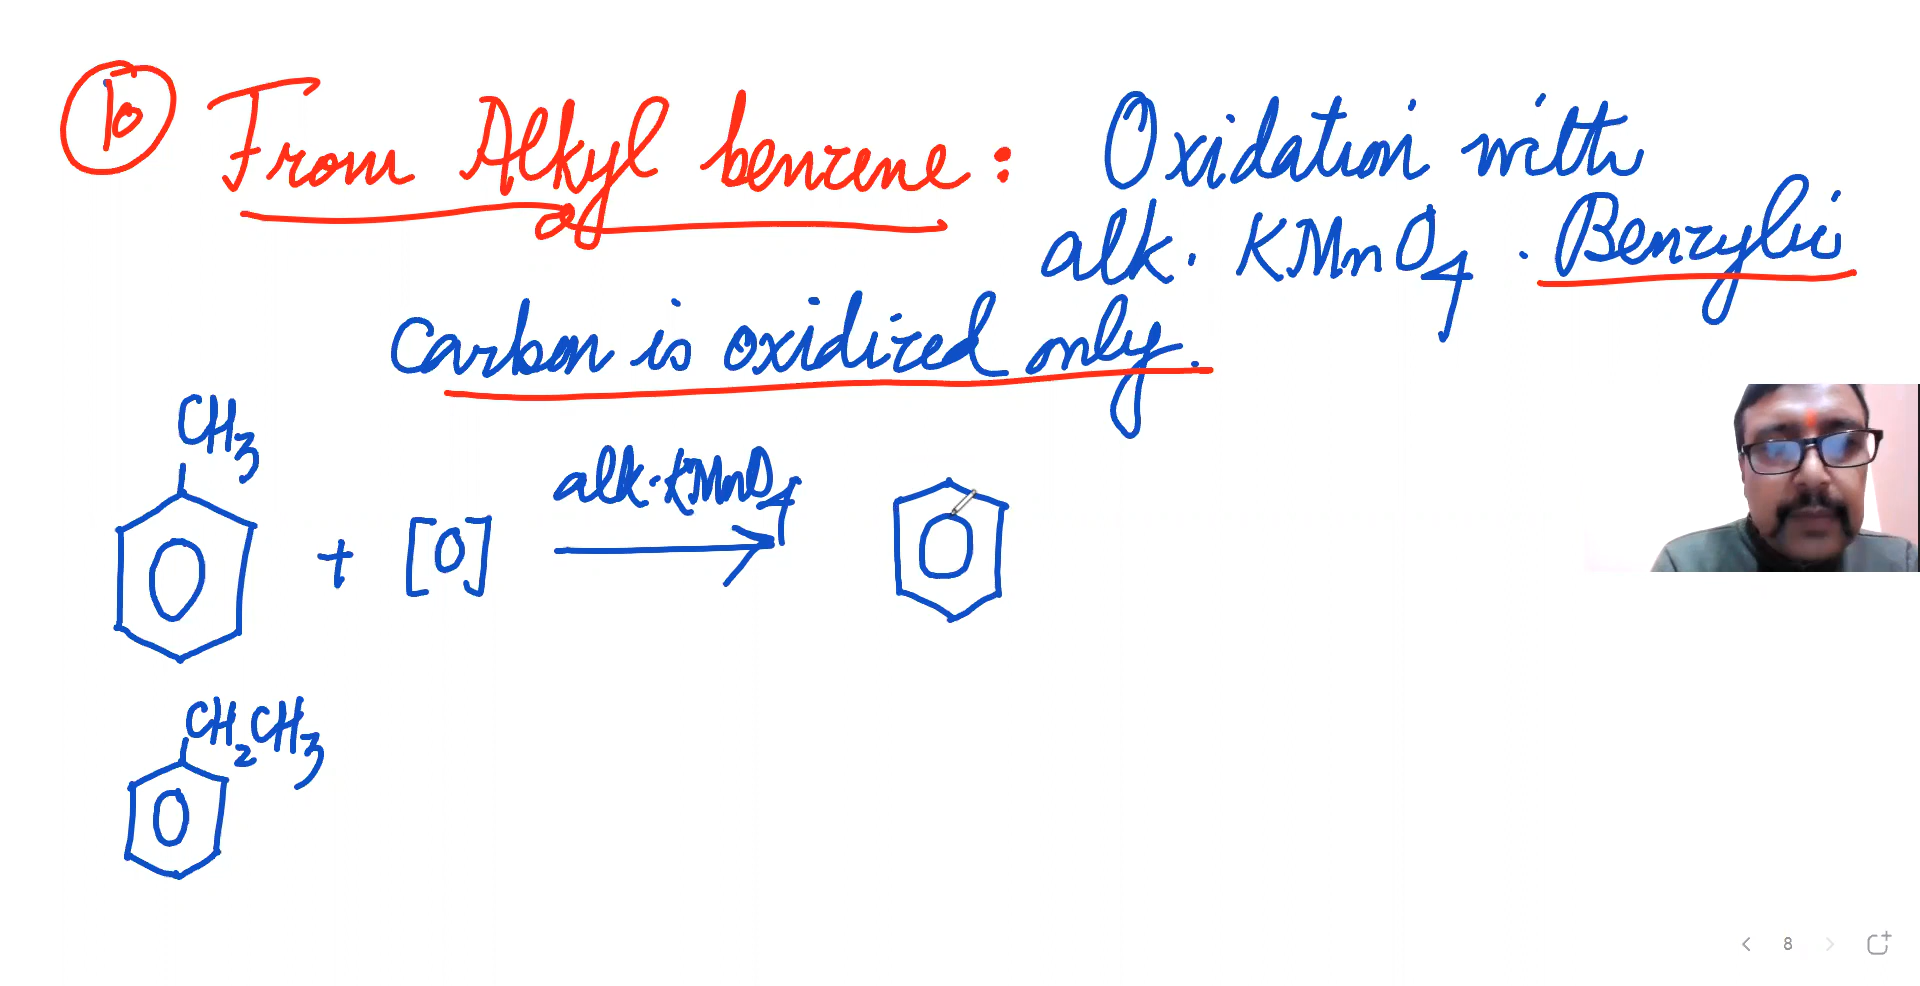 10 From Alkyl benzene : Oxidation with
alk. KMnO4 . Benzylic
carbon is oxidized only.
CH3
+ [O] alk. KMnO4
CH2CH3
8